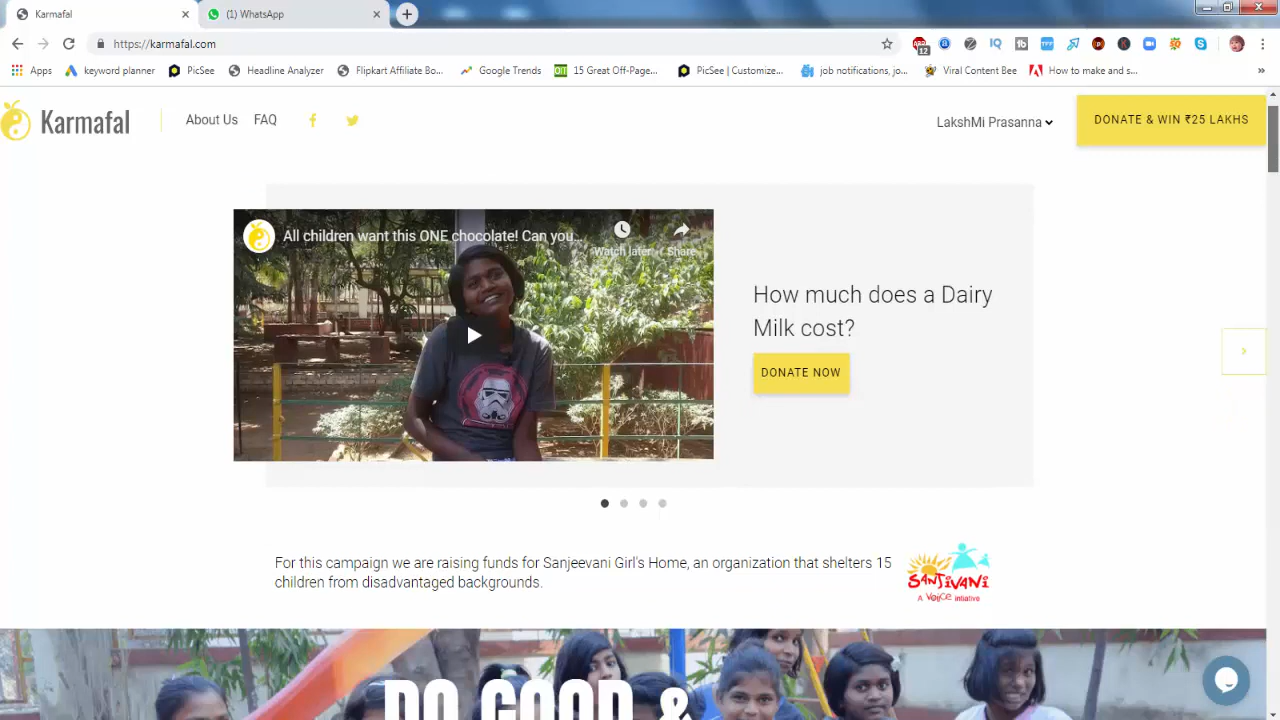 Karmafal
(1) WhatsApp
https://karmafal.com
12
Apps
keyword planner
PicSee
Headline Analyzer
Flipkart Affiliate Bo...
Google Trends
15 Great Off-Page...
PicSee | Customize...
job notifications, jo...
Viral Content Bee
How to make and s...
»
Karmafal
About Us
FAQ
LakshMi Prasanna
DONATE & WIN ₹25 LAKHS
All children want this ONE chocolate! Can you...
Watch later
Share
How much does a Dairy
Milk cost?
DONATE NOW
For this campaign we are raising funds for Sanjeevani Girl's Home, an organization that shelters 15
children from disadvantaged backgrounds.
SANJIVANI
A VOICE Initiative
DO GOOD &